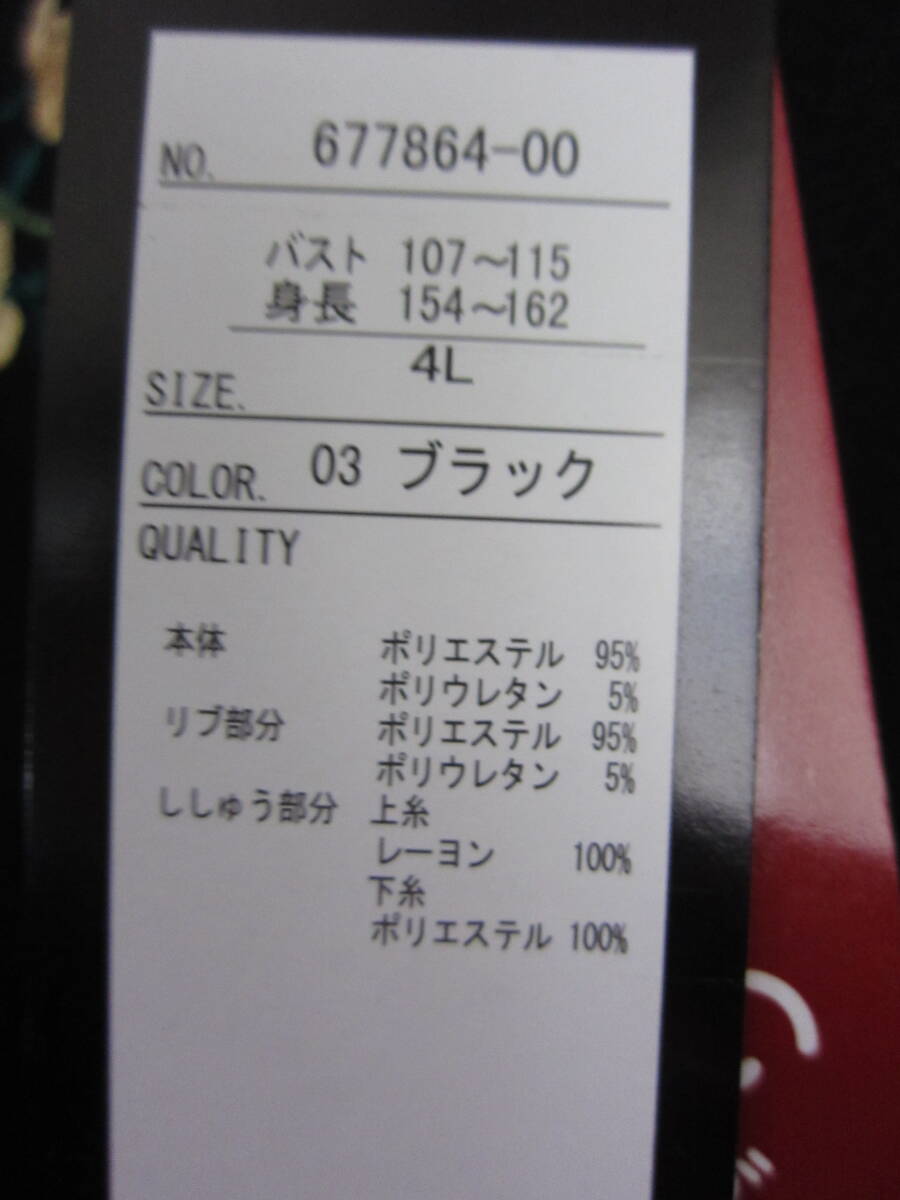 NO. 677864-00
バスト 107～115
身長 154～162
4L
SIZE.
COLOR. 03 ブラック
QUALITY
本体 ポリエステル 95%
ポリウレタン 5%
リブ部分 ポリエステル 95%
ポリウレタン 5%
ししゅう部分 上糸
レーヨン 100%
下糸
ポリエステル 100%